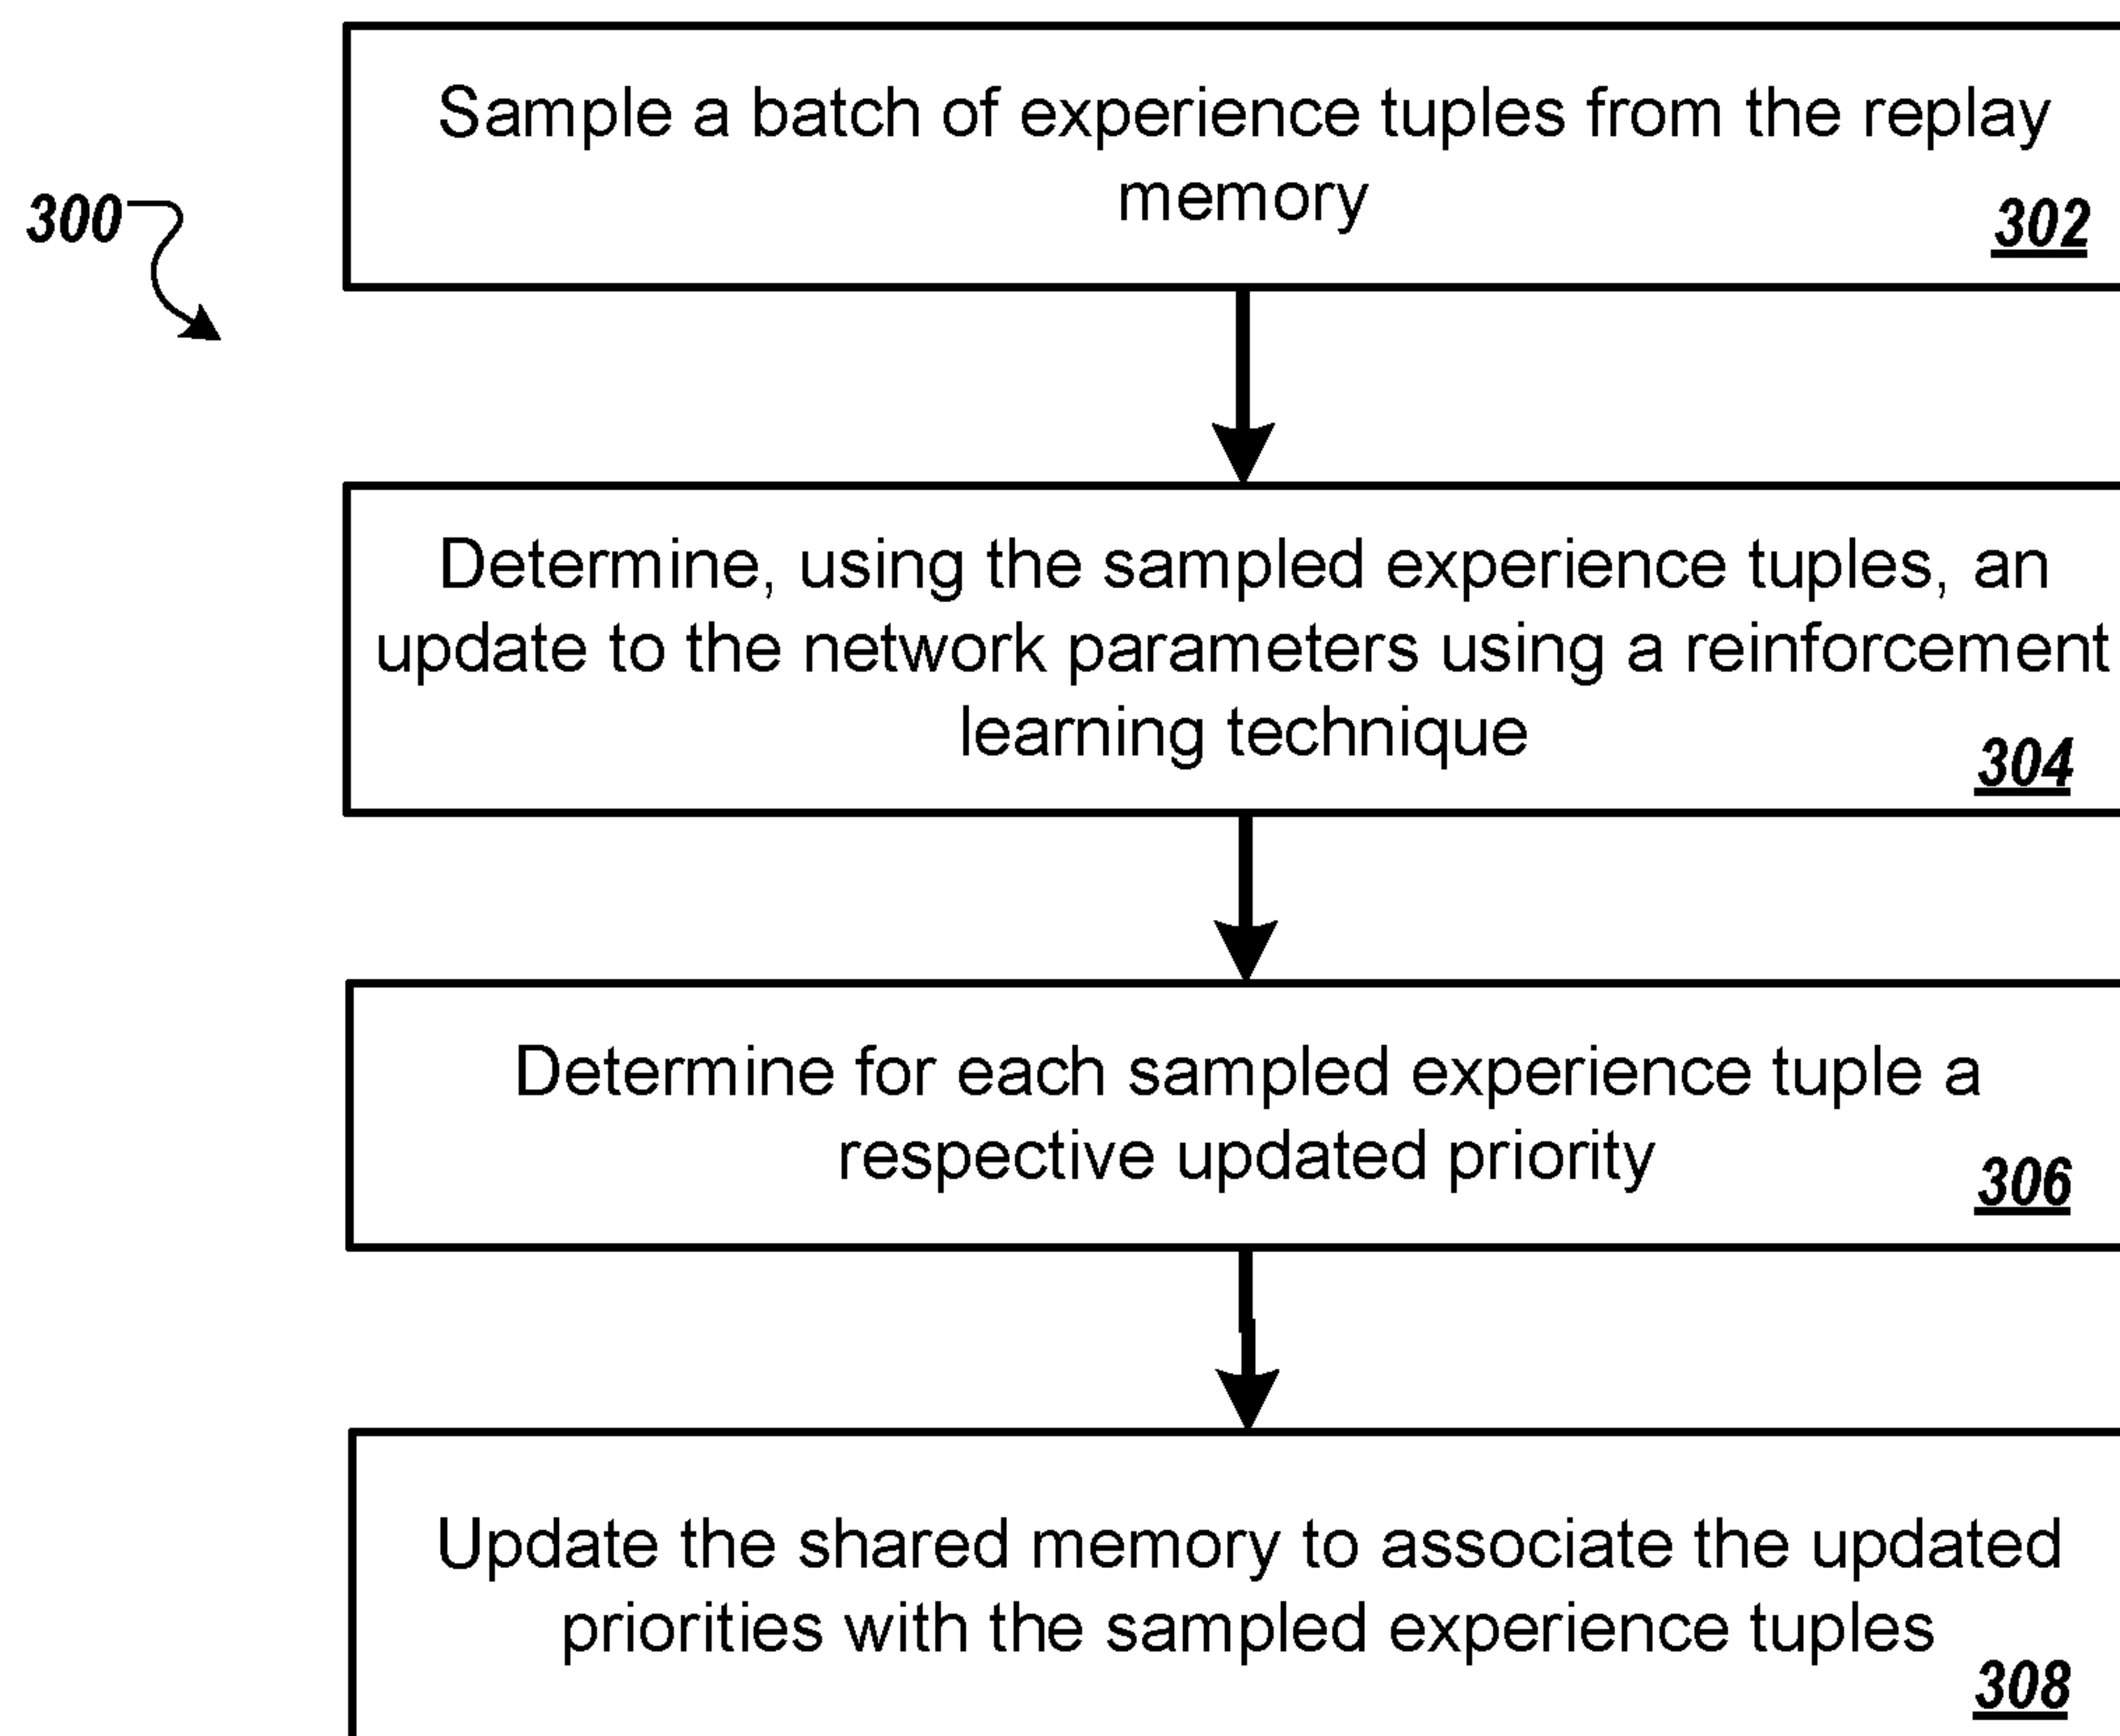 Sample a batch of experience tuples from the replay
memory
302
300
Determine, using the sampled experience tuples, an
update to the network parameters using a reinforcement
learning technique
304
Determine for each sampled experience tuple a
respective updated priority
306
Update the shared memory to associate the updated
priorities with the sampled experience tuples
308